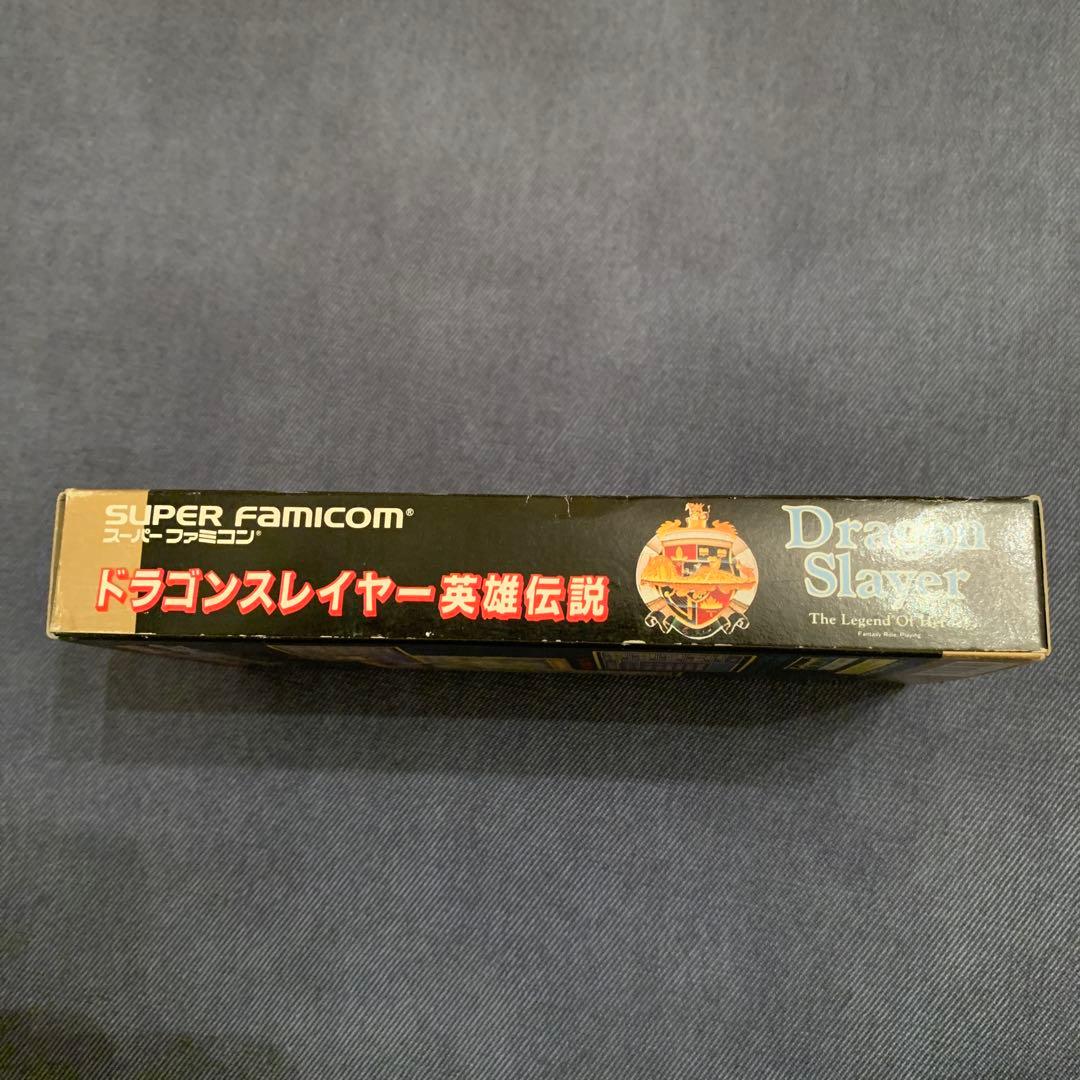 SUPER FAMICOM®
スーパーファミコン®
ドラゴンスレイヤー英雄伝説
Dragon
Slayer
The Legend Of
Fantasy Role Playing